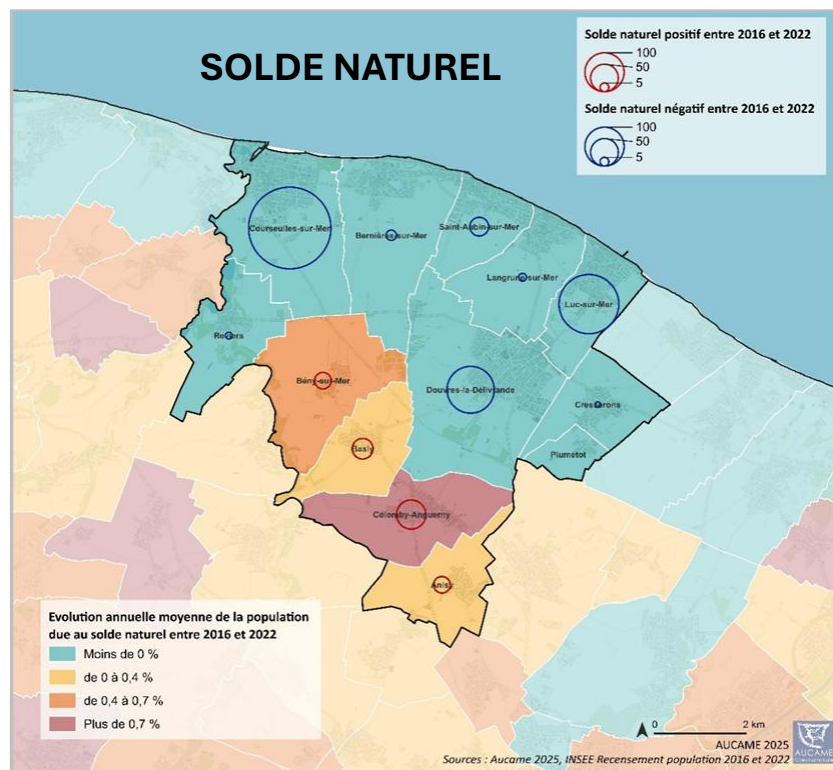 SOLDE NATUREL
Solde naturel positif entre 2016 et 2022
100
50
5
Solde naturel négatif entre 2016 et 2022
100
50
5
Courseulles-sur-Mer
Bernières-sur-Mer
Saint-Aubin-sur-Mer
Langrune-sur-Mer
Luc-sur-Mer
Reviers
Bény-sur-Mer
Douvres-la-Délivrande
Cresserons
Basly
Plumetot
Colomby-Anguerny
Anisy
Evolution annuelle moyenne de la population
due au solde naturel entre 2016 et 2022
Moins de 0 %
de 0 à 0,4 %
de 0,4 à 0,7 %
Plus de 0,7 %
0 2 km
AUCAME 2025
AUCAME
Sources : Aucame 2025, INSEE Recensement population 2016 et 2022